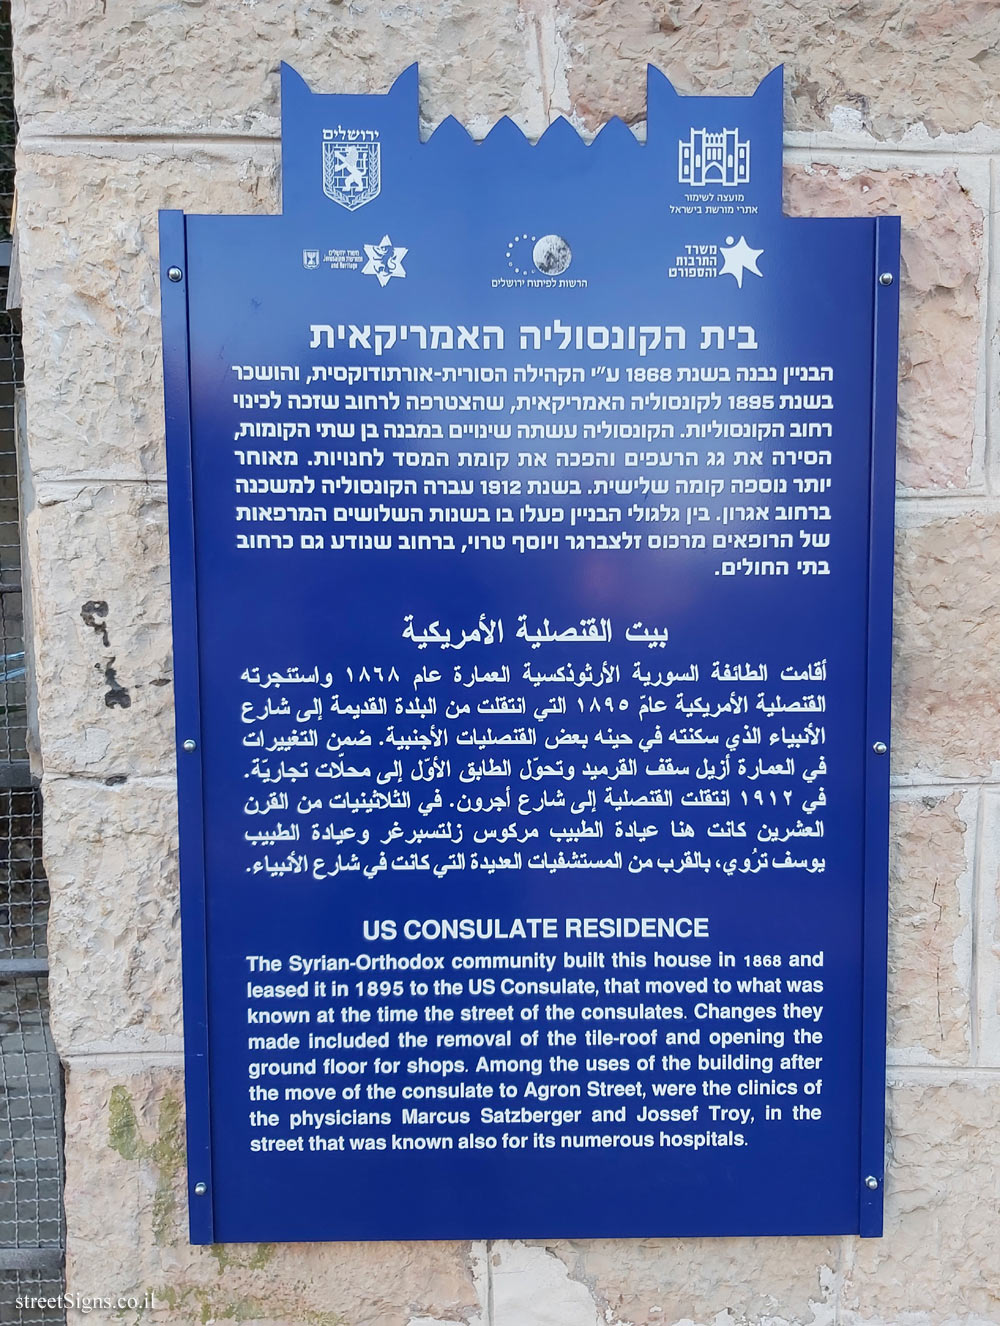 ירושלים
מועצה לשימור
אתרי מורשת בישראל
משרד
התרבות
והספורט
הרשות לפיתוח ירושלים
משרד ירושלים
ומורשת ישראל
Jerusalem
and Heritage
בית הקונסוליה האמריקאית
הבניין נבנה בשנת 1868 ע"י הקהילה הסורית-אורתודוקסית, והושכר
בשנת 1895 לקונסוליה האמריקאית, שהצטרפה לרחוב שזכה לכינוי
רחוב הקונסוליות. הקונסוליה עשתה שינויים במבנה בן שתי הקומות,
הסירה את גג הרעפים והפכה את קומת המסד לחנויות. מאוחר
יותר נוספה קומה שלישית. בשנת 1912 עברה הקונסוליה למשכנה
ברחוב אגרון. בין גלגולי הבניין פעלו בו בשנות השלושים המרפאות
של הרופאים מרכוס זלצברגר ויוסף טרוי, ברחוב שנודע גם כרחוב
בתי החולים.
بيت القنصلية الأمريكية
أقامت الطائفة السورية الأرثوذكسية العمارة عام ١٨٦٨ واستئجرته
القنصلية الأمريكية عامّ ١٨٩٥ التي انتقلت من البلدة القديمة إلى شارع
الأنبياء الذي سكنته في حينه بعض القنصليات الأجنبية. ضمن التغييرات
في العمارة أزيل سقف القرميد وتحوّل الطابق الأوّل إلى محلّات تجاريّة.
في ١٩١٢ انتقلت القنصلية إلى شارع أجرون. في الثلاثينيات من القرن
العشرين كانت هنا عيادة الطبيب مركوس زلتسبرغر وعيادة الطبيب
يوسف ترُوي، بالقرب من المستشفيات العديدة التي كانت في شارع الأنبياء.
US CONSULATE RESIDENCE
The Syrian-Orthodox community built this house in 1868 and
leased it in 1895 to the US Consulate, that moved to what was
known at the time the street of the consulates. Changes they
made included the removal of the tile-roof and opening the
ground floor for shops. Among the uses of the building after
the move of the consulate to Agron Street, were the clinics of
the physicians Marcus Satzberger and Jossef Troy, in the
street that was known also for its numerous hospitals.
streetSigns.co.il